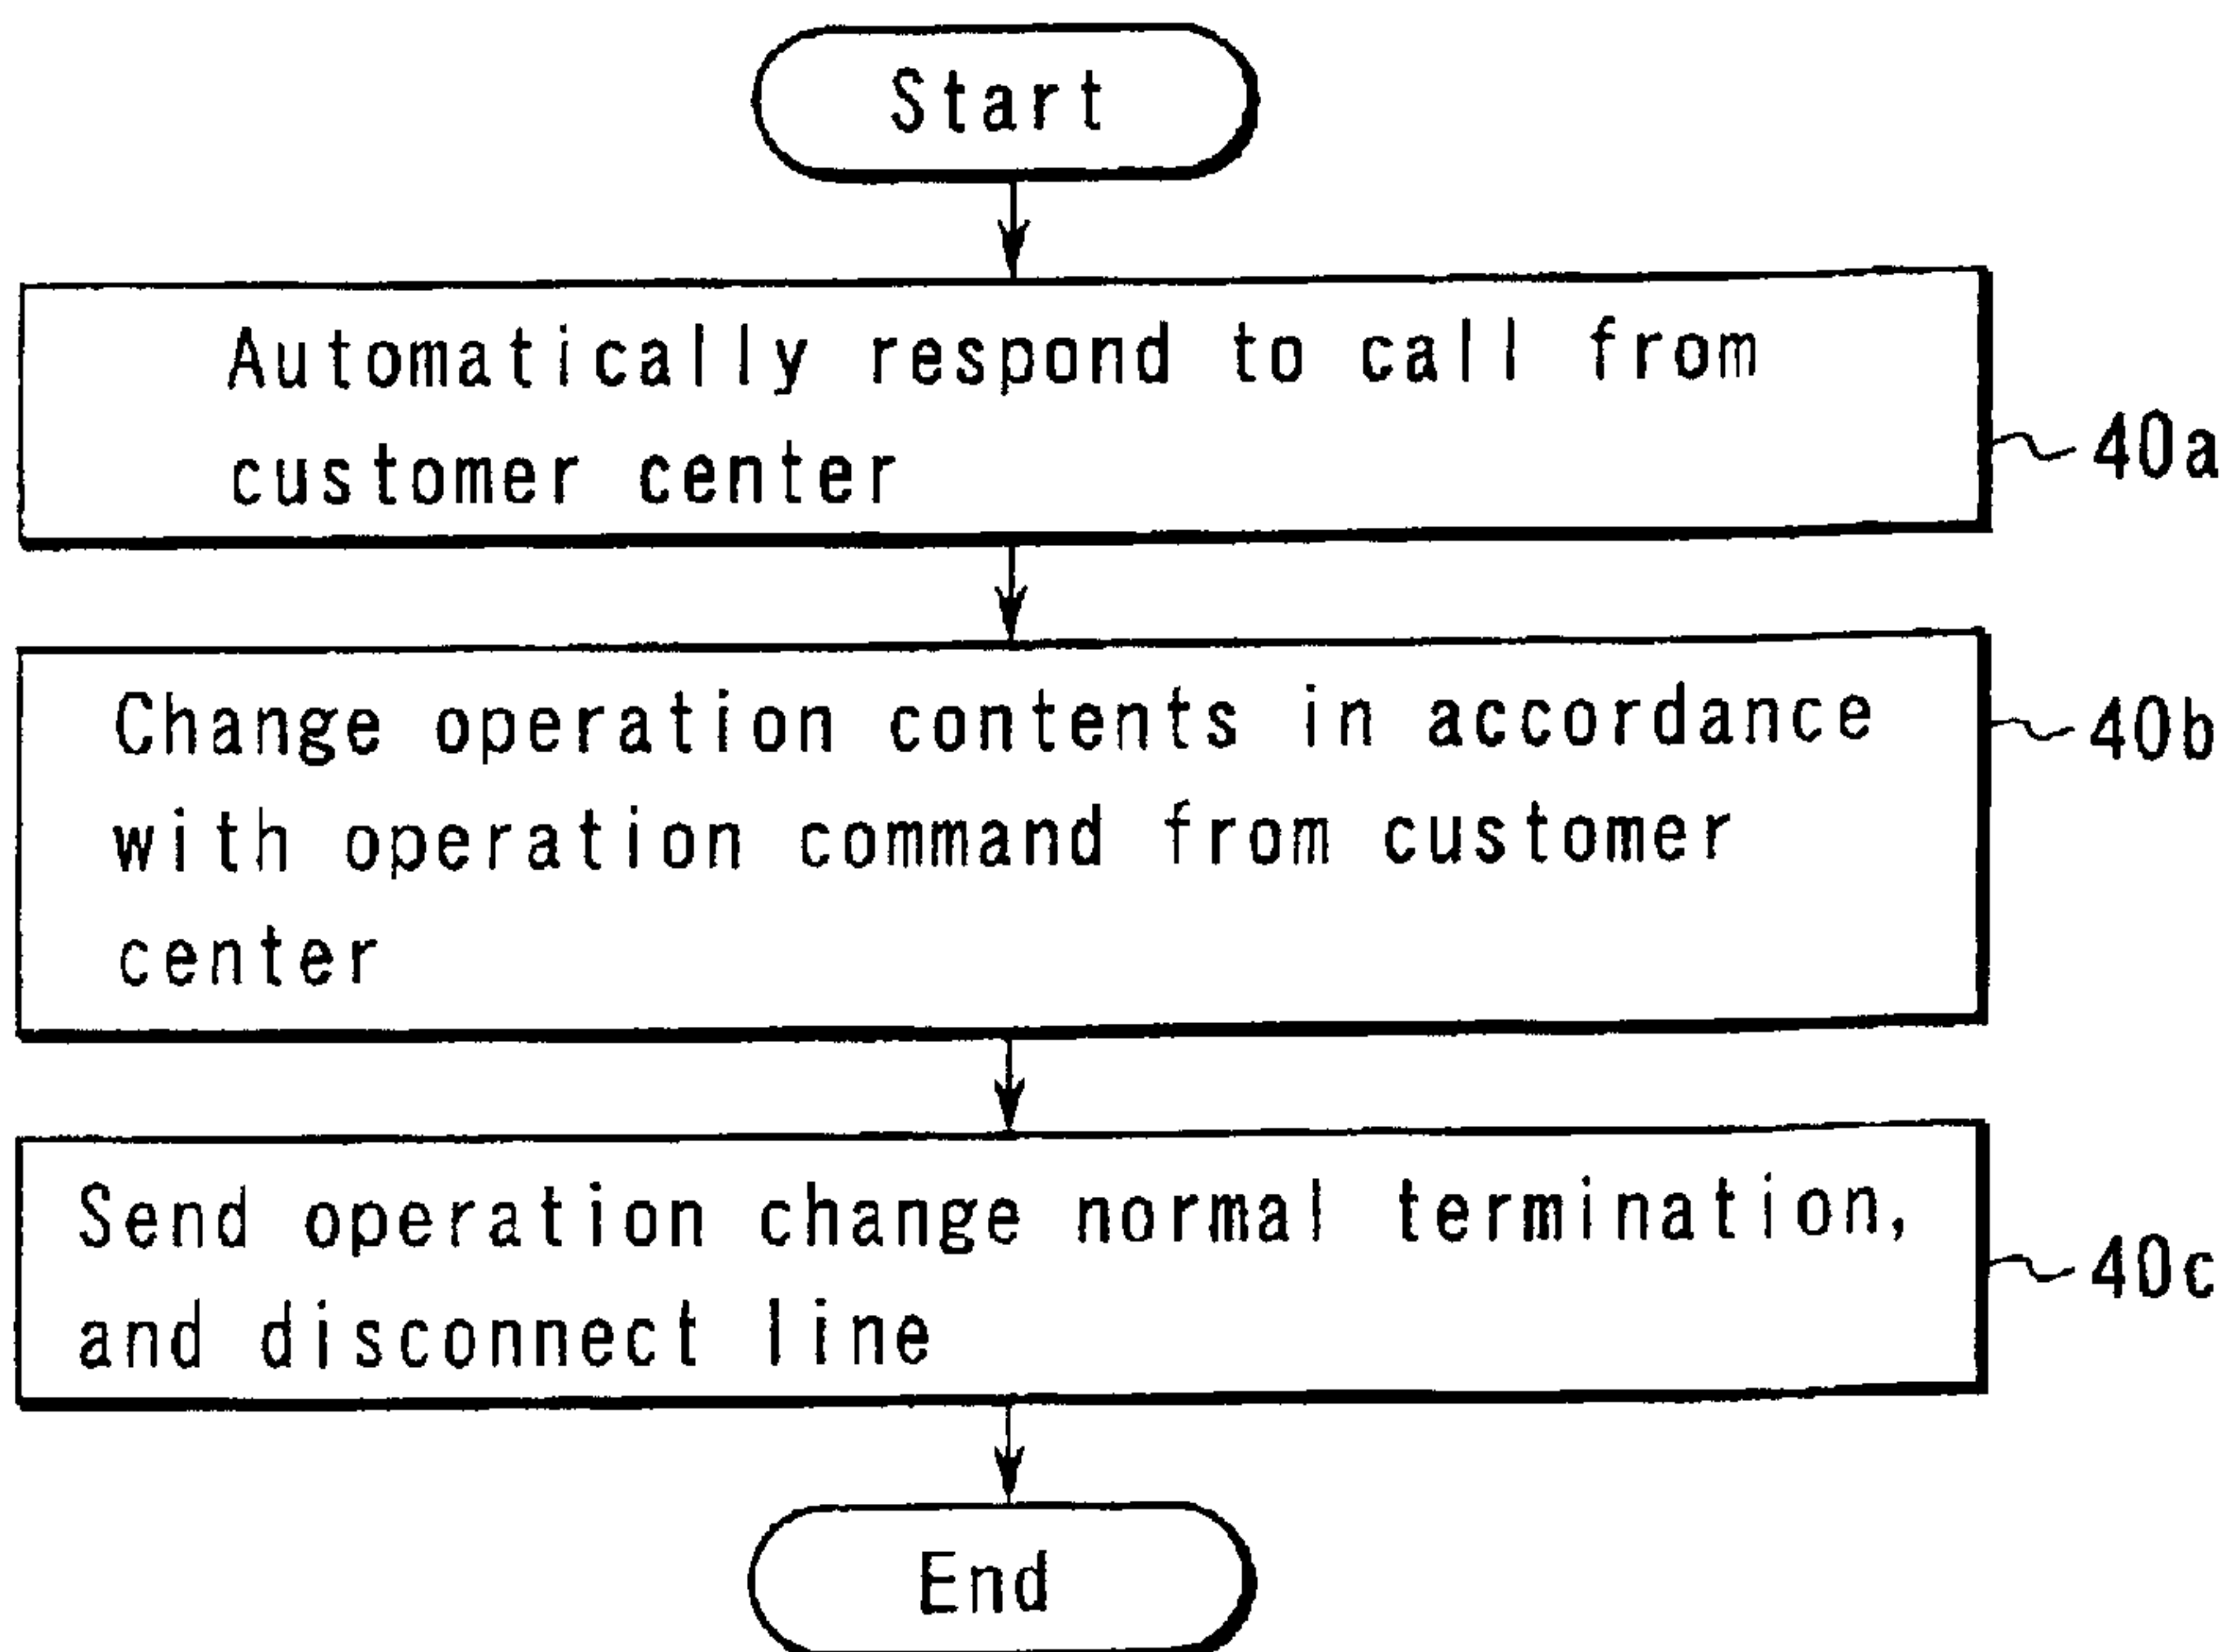 Start
Automatically respond to call from
customer center
40a
Change operation contents in accordance
with operation command from customer
center
40b
Send operation change normal termination,
and disconnect line
40c
End